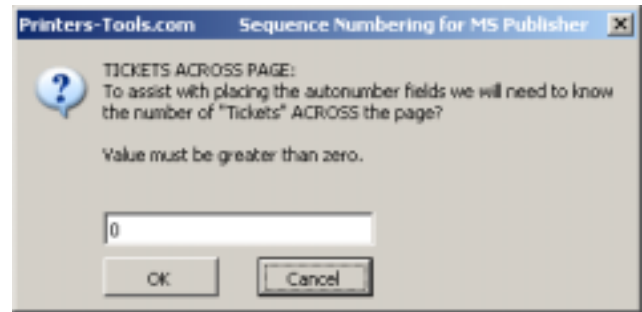 Printers-Tools.com Sequence Numbering for MS Publisher
TICKETS ACROSS PAGE:
To assist with placing the autonumber fields we will need to know
the number of "Tickets" ACROSS the page?
Value must be greater than zero.
0
OK Cancel